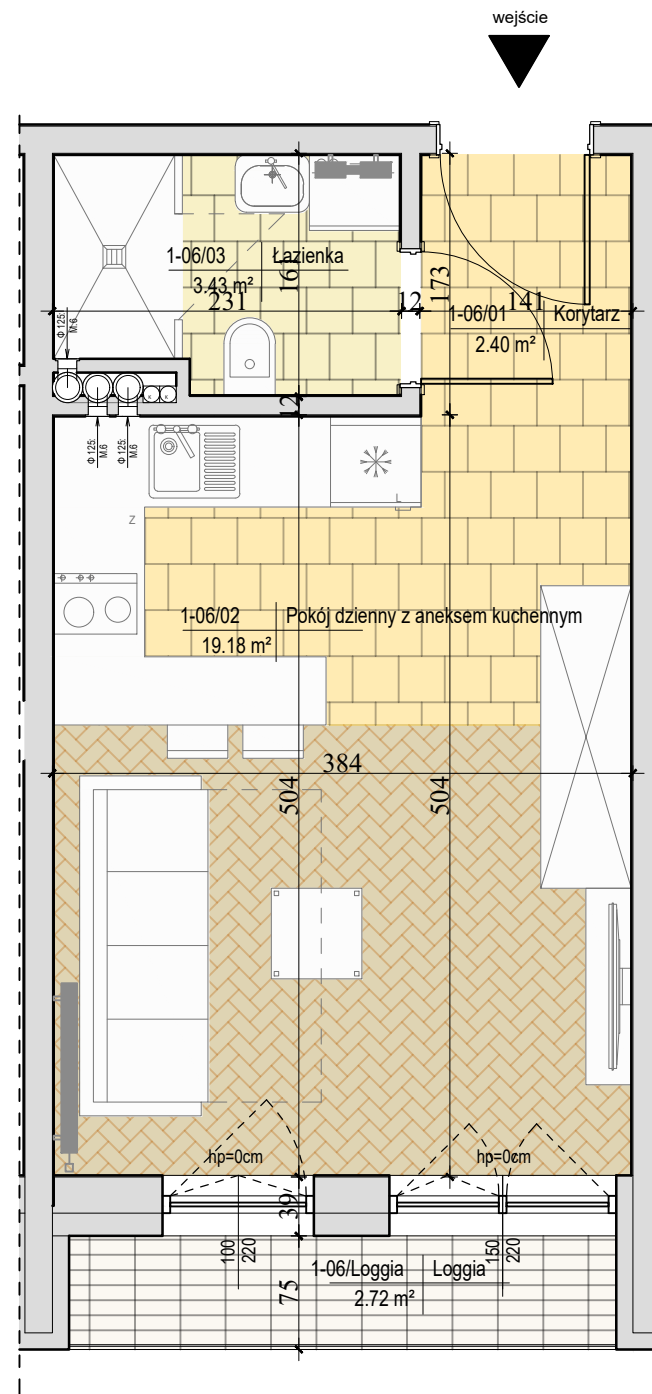 wejście
1-06/03 Łazienka
3.43 m²
161
231
12
173
141
1-06/01 Korytarz
2.40 m²
Φ 125:
M.6
K K
12
Φ 125:
M.6
Φ 125:
M.6
L
Z
1-06/02 Pokój dzienny z aneksem kuchennym
19.18 m²
384
504
504
hp=0cm
hp=0cm
39
100
220
150
220
1-06/Loggia Loggia
2.72 m²
75